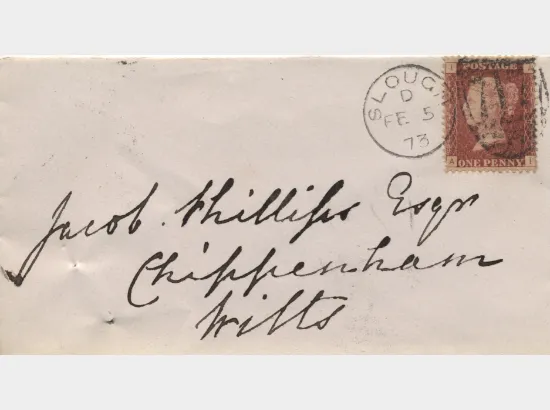 SLOUGH
D
FE 5
73
I A
POSTAGE
ONE PENNY
A I
Jacob Phillips Esqr
Chippenham
Wilts